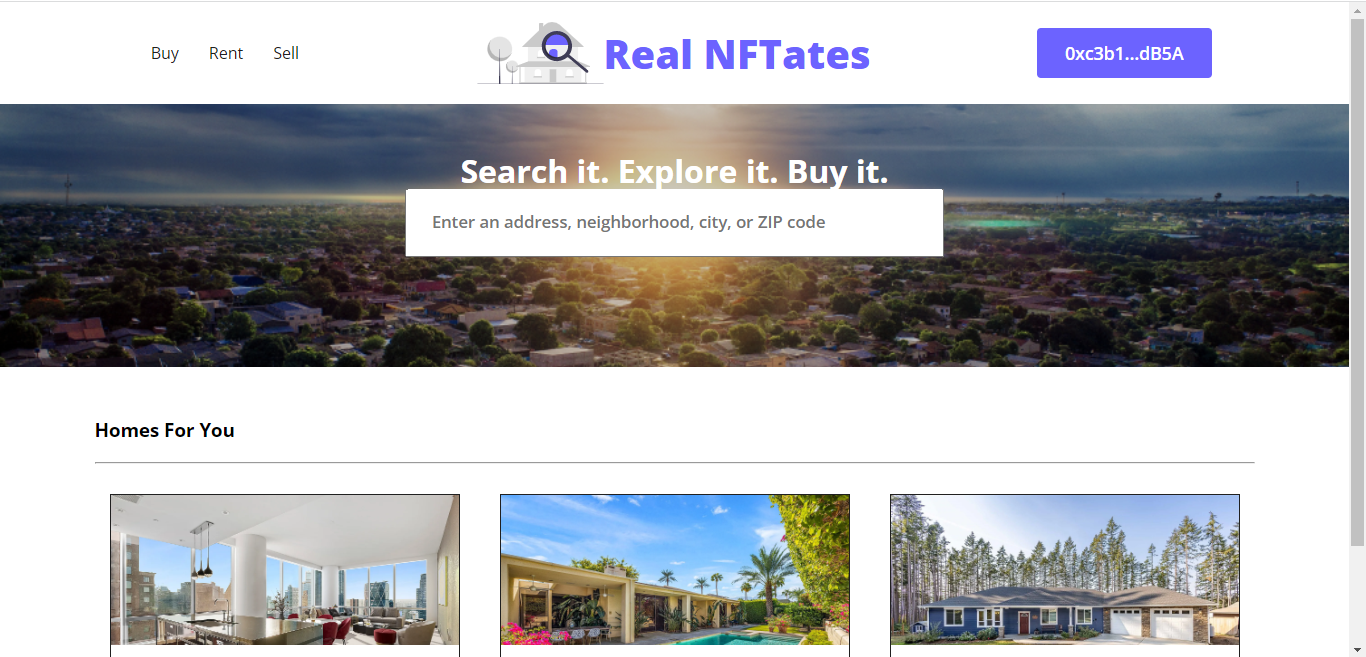 Buy Rent Sell
Real NFTates
0xc3b1...dB5A
Search it. Explore it. Buy it.
Enter an address, neighborhood, city, or ZIP code
Homes For You